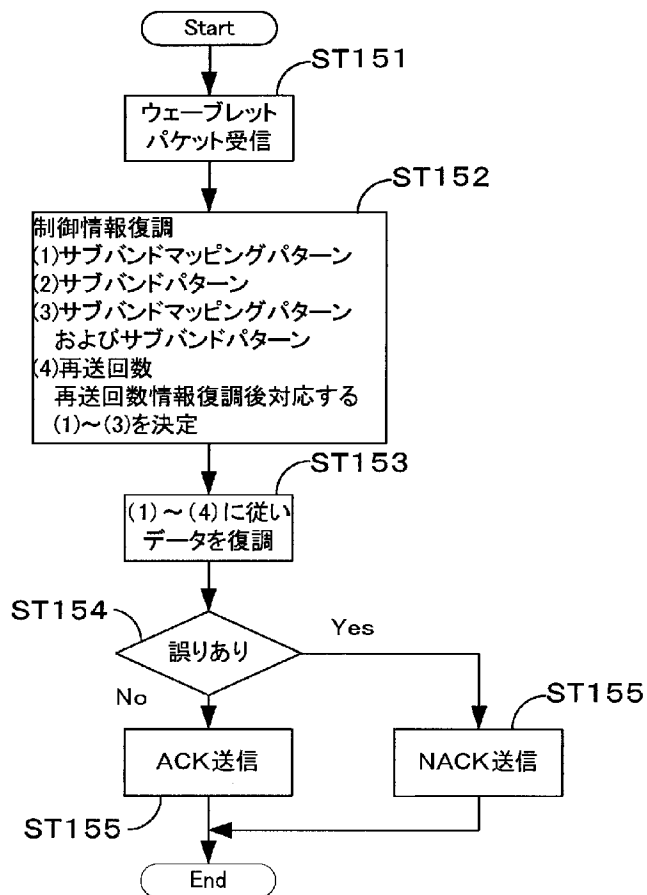 Start
ST151
ウェーブレット
パケット受信
ST152
制御情報復調
(1)サブバンドマッピングパターン
(2)サブバンドパターン
(3)サブバンドマッピングパターン
およびサブバンドパターン
(4)再送回数
再送回数情報復調後対応する
(1)～(3)を決定
ST153
(1)～(4)に従い
データを復調
ST154
誤りあり
Yes
No
ST155
ACK送信
NACK送信
ST155
End